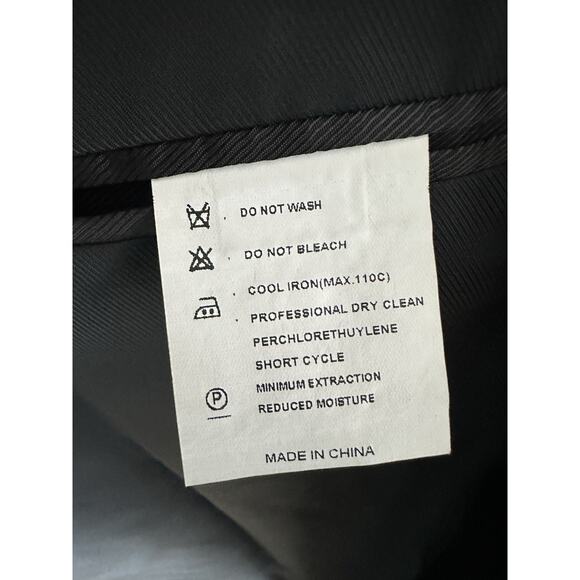 . DO NOT WASH
. DO NOT BLEACH
. COOL IRON(MAX.110C)
. PROFESSIONAL DRY CLEAN
PERCHLORETHUYLENE
SHORT CYCLE
MINIMUM EXTRACTION
P
REDUCED MOISTURE
MADE IN CHINA